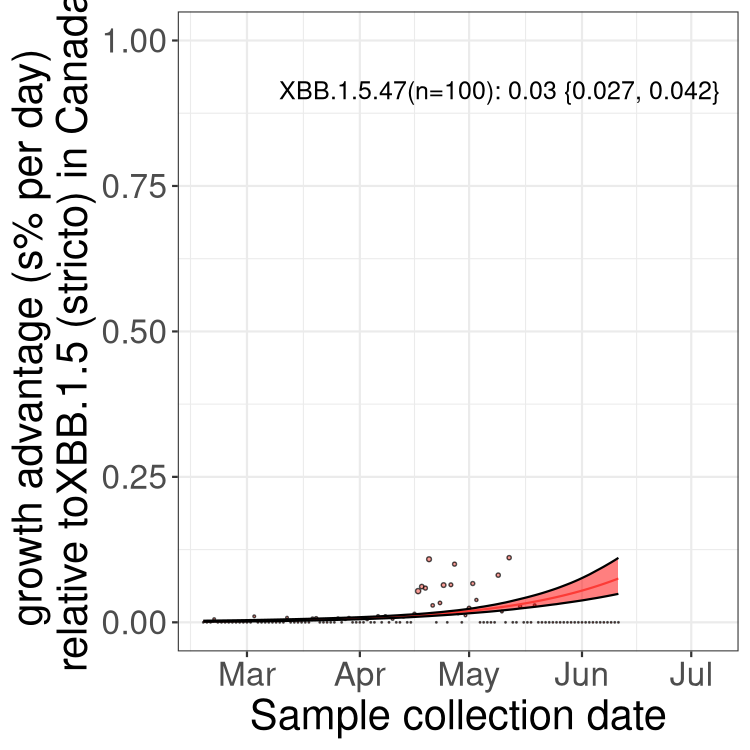 growth advantage (s% per day)
relative toXBB.1.5 (stricto) in Canada
1.00
0.75
0.50
0.25
0.00
XBB.1.5.47(n=100): 0.03 {0.027, 0.042}
Mar Apr May Jun Jul
Sample collection date